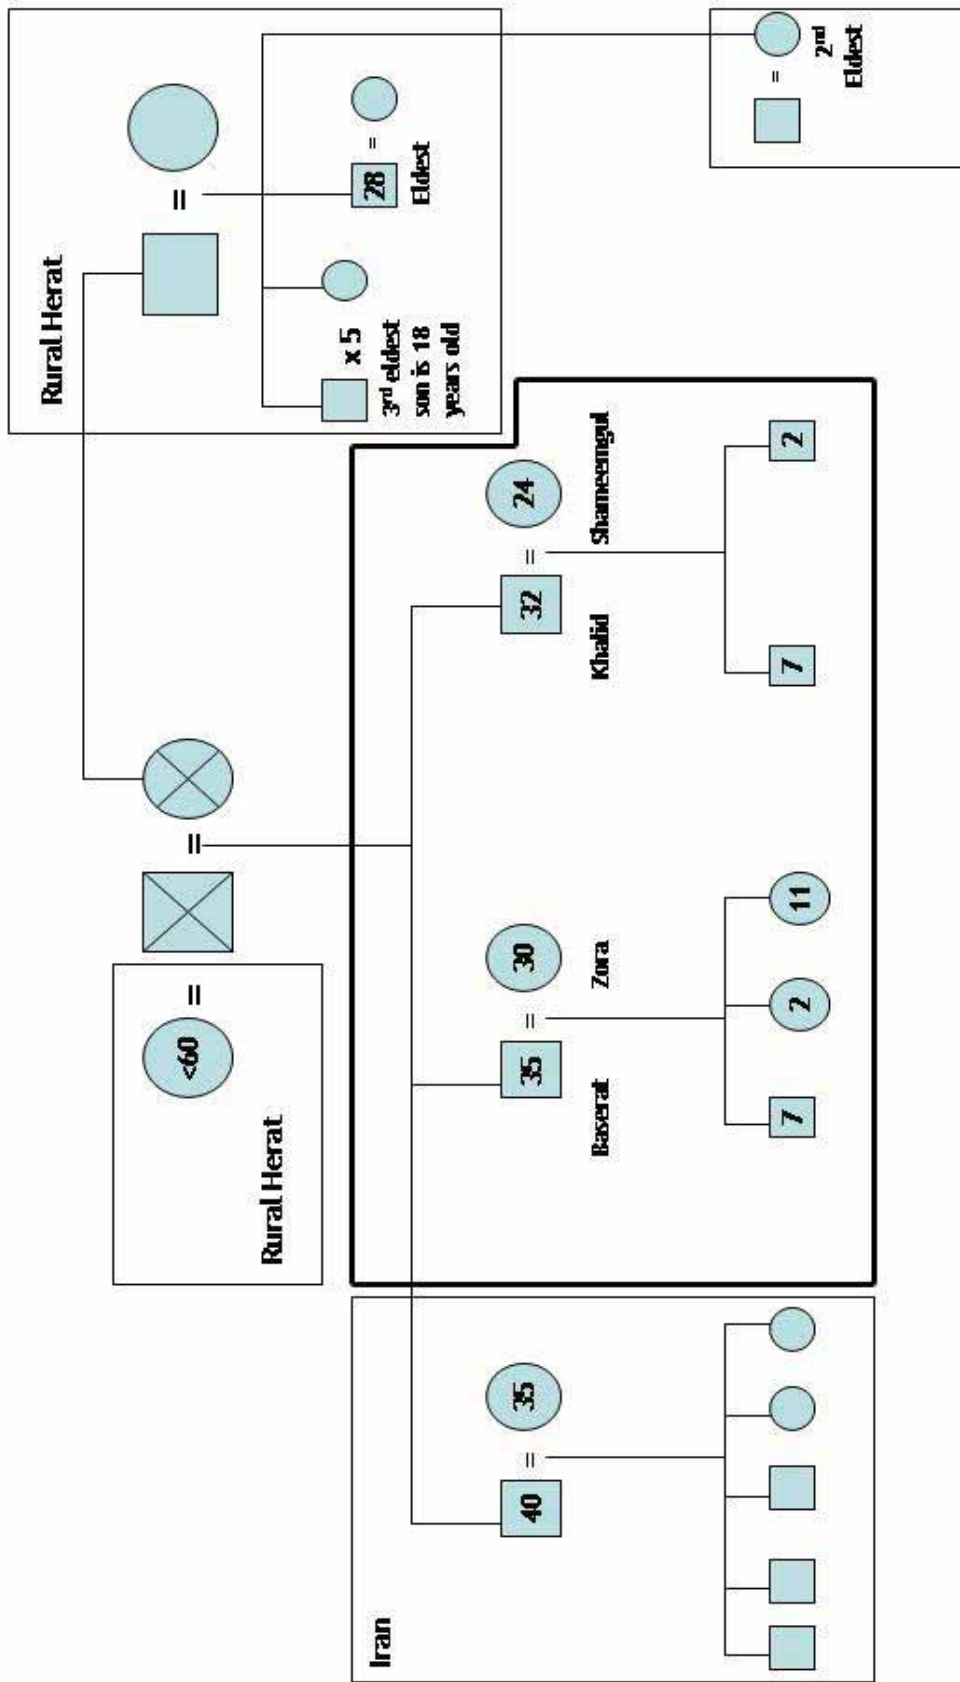 Rural Herat
<60 = =
=
Rural Herat
x 5
3rd eldest
son is 18
years old
28 =
Eldest
Iran
40 = 35
35 = 30
32 = 24
Baserat Zora
Khalid Shameemgul
7 2 11
7 2
=
2nd
Eldest